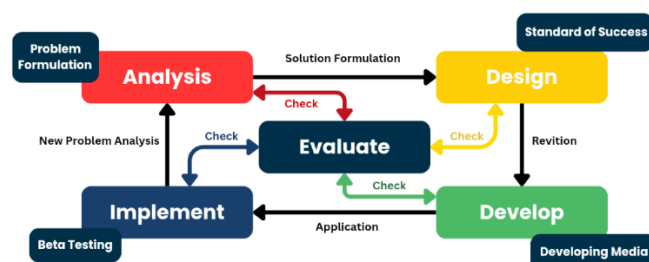 Problem
Formulation
Standard of Success
Analysis
Solution Formulation
Design
Check
New Problem Analysis
Check
Evaluate
Check
Revition
Check
Implement
Application
Develop
Beta Testing
Developing Media